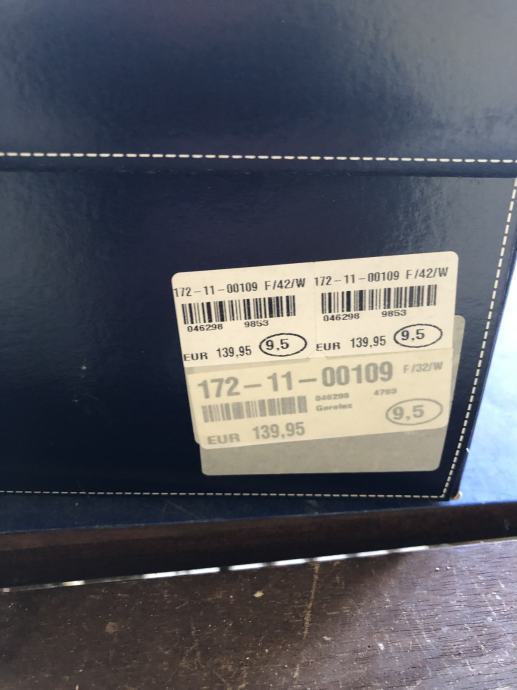 172-11-00109 F/42/W
046298 9853
EUR 139,95 9,5
172-11-00109 F/42/W
046298 9853
EUR 139,95 9,5
172-11-00109 F/32/W
046298 4793
Goretex
EUR 139,95 9,5